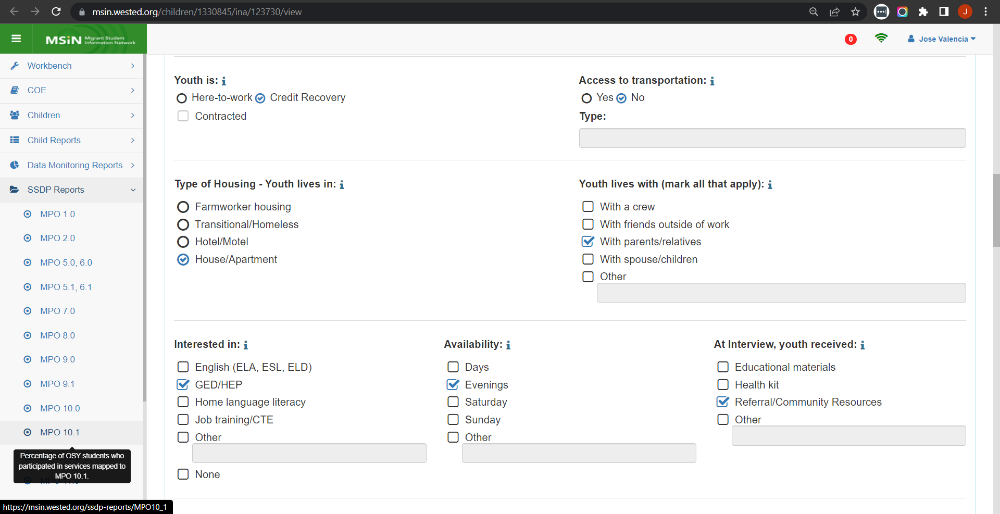 msin.wested.org/children/1330845/ina/123730/view
J
MSiN Migrant Student Information Network
0
Jose Valencia
Workbench
COE
Children
Child Reports
Data Monitoring Reports
SSDP Reports
MPO 1.0
MPO 2.0
MPO 5.0, 6.0
MPO 5.1, 6.1
MPO 7.0
MPO 8.0
MPO 9.0
MPO 9.1
MPO 10.0
MPO 10.1
Percentage of OSY students who
participated in services mapped to
MPO 10.1.
https://msin.wested.org/ssdp-reports/MPO10_1
Youth is:
Here-to-work Credit Recovery
Contracted
Access to transportation:
Yes No
Type:
Type of Housing - Youth lives in:
Farmworker housing
Transitional/Homeless
Hotel/Motel
House/Apartment
Youth lives with (mark all that apply):
With a crew
With friends outside of work
With parents/relatives
With spouse/children
Other
Interested in:
English (ELA, ESL, ELD)
GED/HEP
Home language literacy
Job training/CTE
Other
None
Availability:
Days
Evenings
Saturday
Sunday
Other
At Interview, youth received:
Educational materials
Health kit
Referral/Community Resources
Other